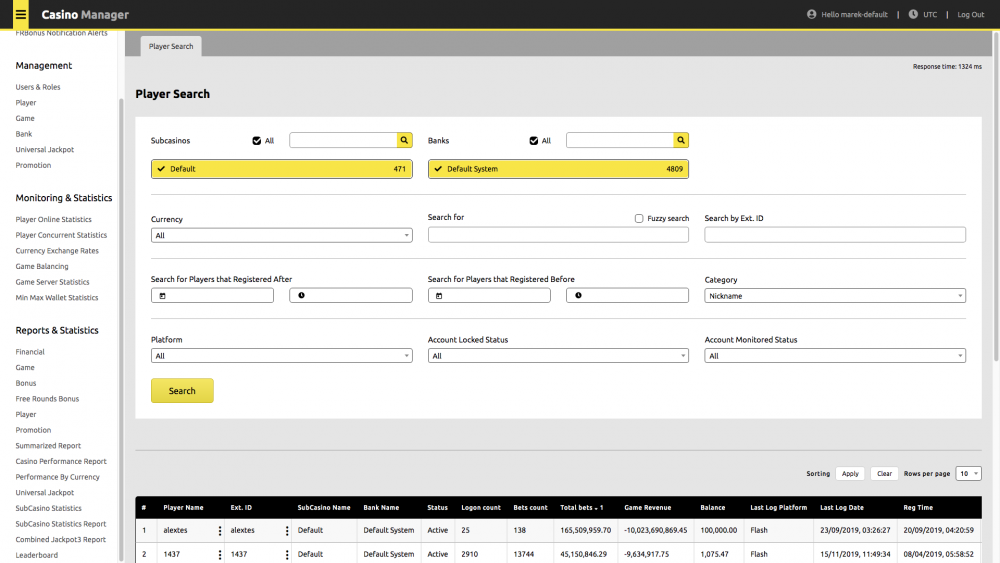 Casino Manager
Hello marek-default | UTC | Log Out
FRBonus Notification Alerts
Management
Users & Roles
Player
Game
Bank
Universal Jackpot
Promotion
Monitoring & Statistics
Player Online Statistics
Player Concurrent Statistics
Currency Exchange Rates
Game Balancing
Game Server Statistics
Min Max Wallet Statistics
Reports & Statistics
Financial
Game
Bonus
Free Rounds Bonus
Player
Promotion
Summarized Report
Casino Performance Report
Performance By Currency
Universal Jackpot
SubCasino Statistics
SubCasino Statistics Report
Combined Jackpot3 Report
Leaderboard
Player Search
Response time: 1324 ms
Player Search
Subcasinos All
Banks All
Default 471
Default System 4809
Currency
All
Search for Fuzzy search
Search by Ext. ID
Search for Players that Registered After
Search for Players that Registered Before
Category
Nickname
Platform
All
Account Locked Status
All
Account Monitored Status
All
Search
Sorting Apply Clear Rows per page 10
# Player Name Ext. ID SubCasino Name Bank Name Status Logon count Bets count Total bets 1 Game Revenue Balance Last Log Platform Last Log Date Reg Time
1 alextes alextes Default Default System Active 25 138 165,509,959.70 -10,023,690,869.45 100,000.00 Flash 23/09/2019, 03:26:27 20/09/2019, 04:20:59
2 1437 1437 Default Default System Active 2910 13744 45,150,846.29 -9,634,917.75 1,075.47 Flash 15/11/2019, 11:49:34 08/04/2019, 05:58:52